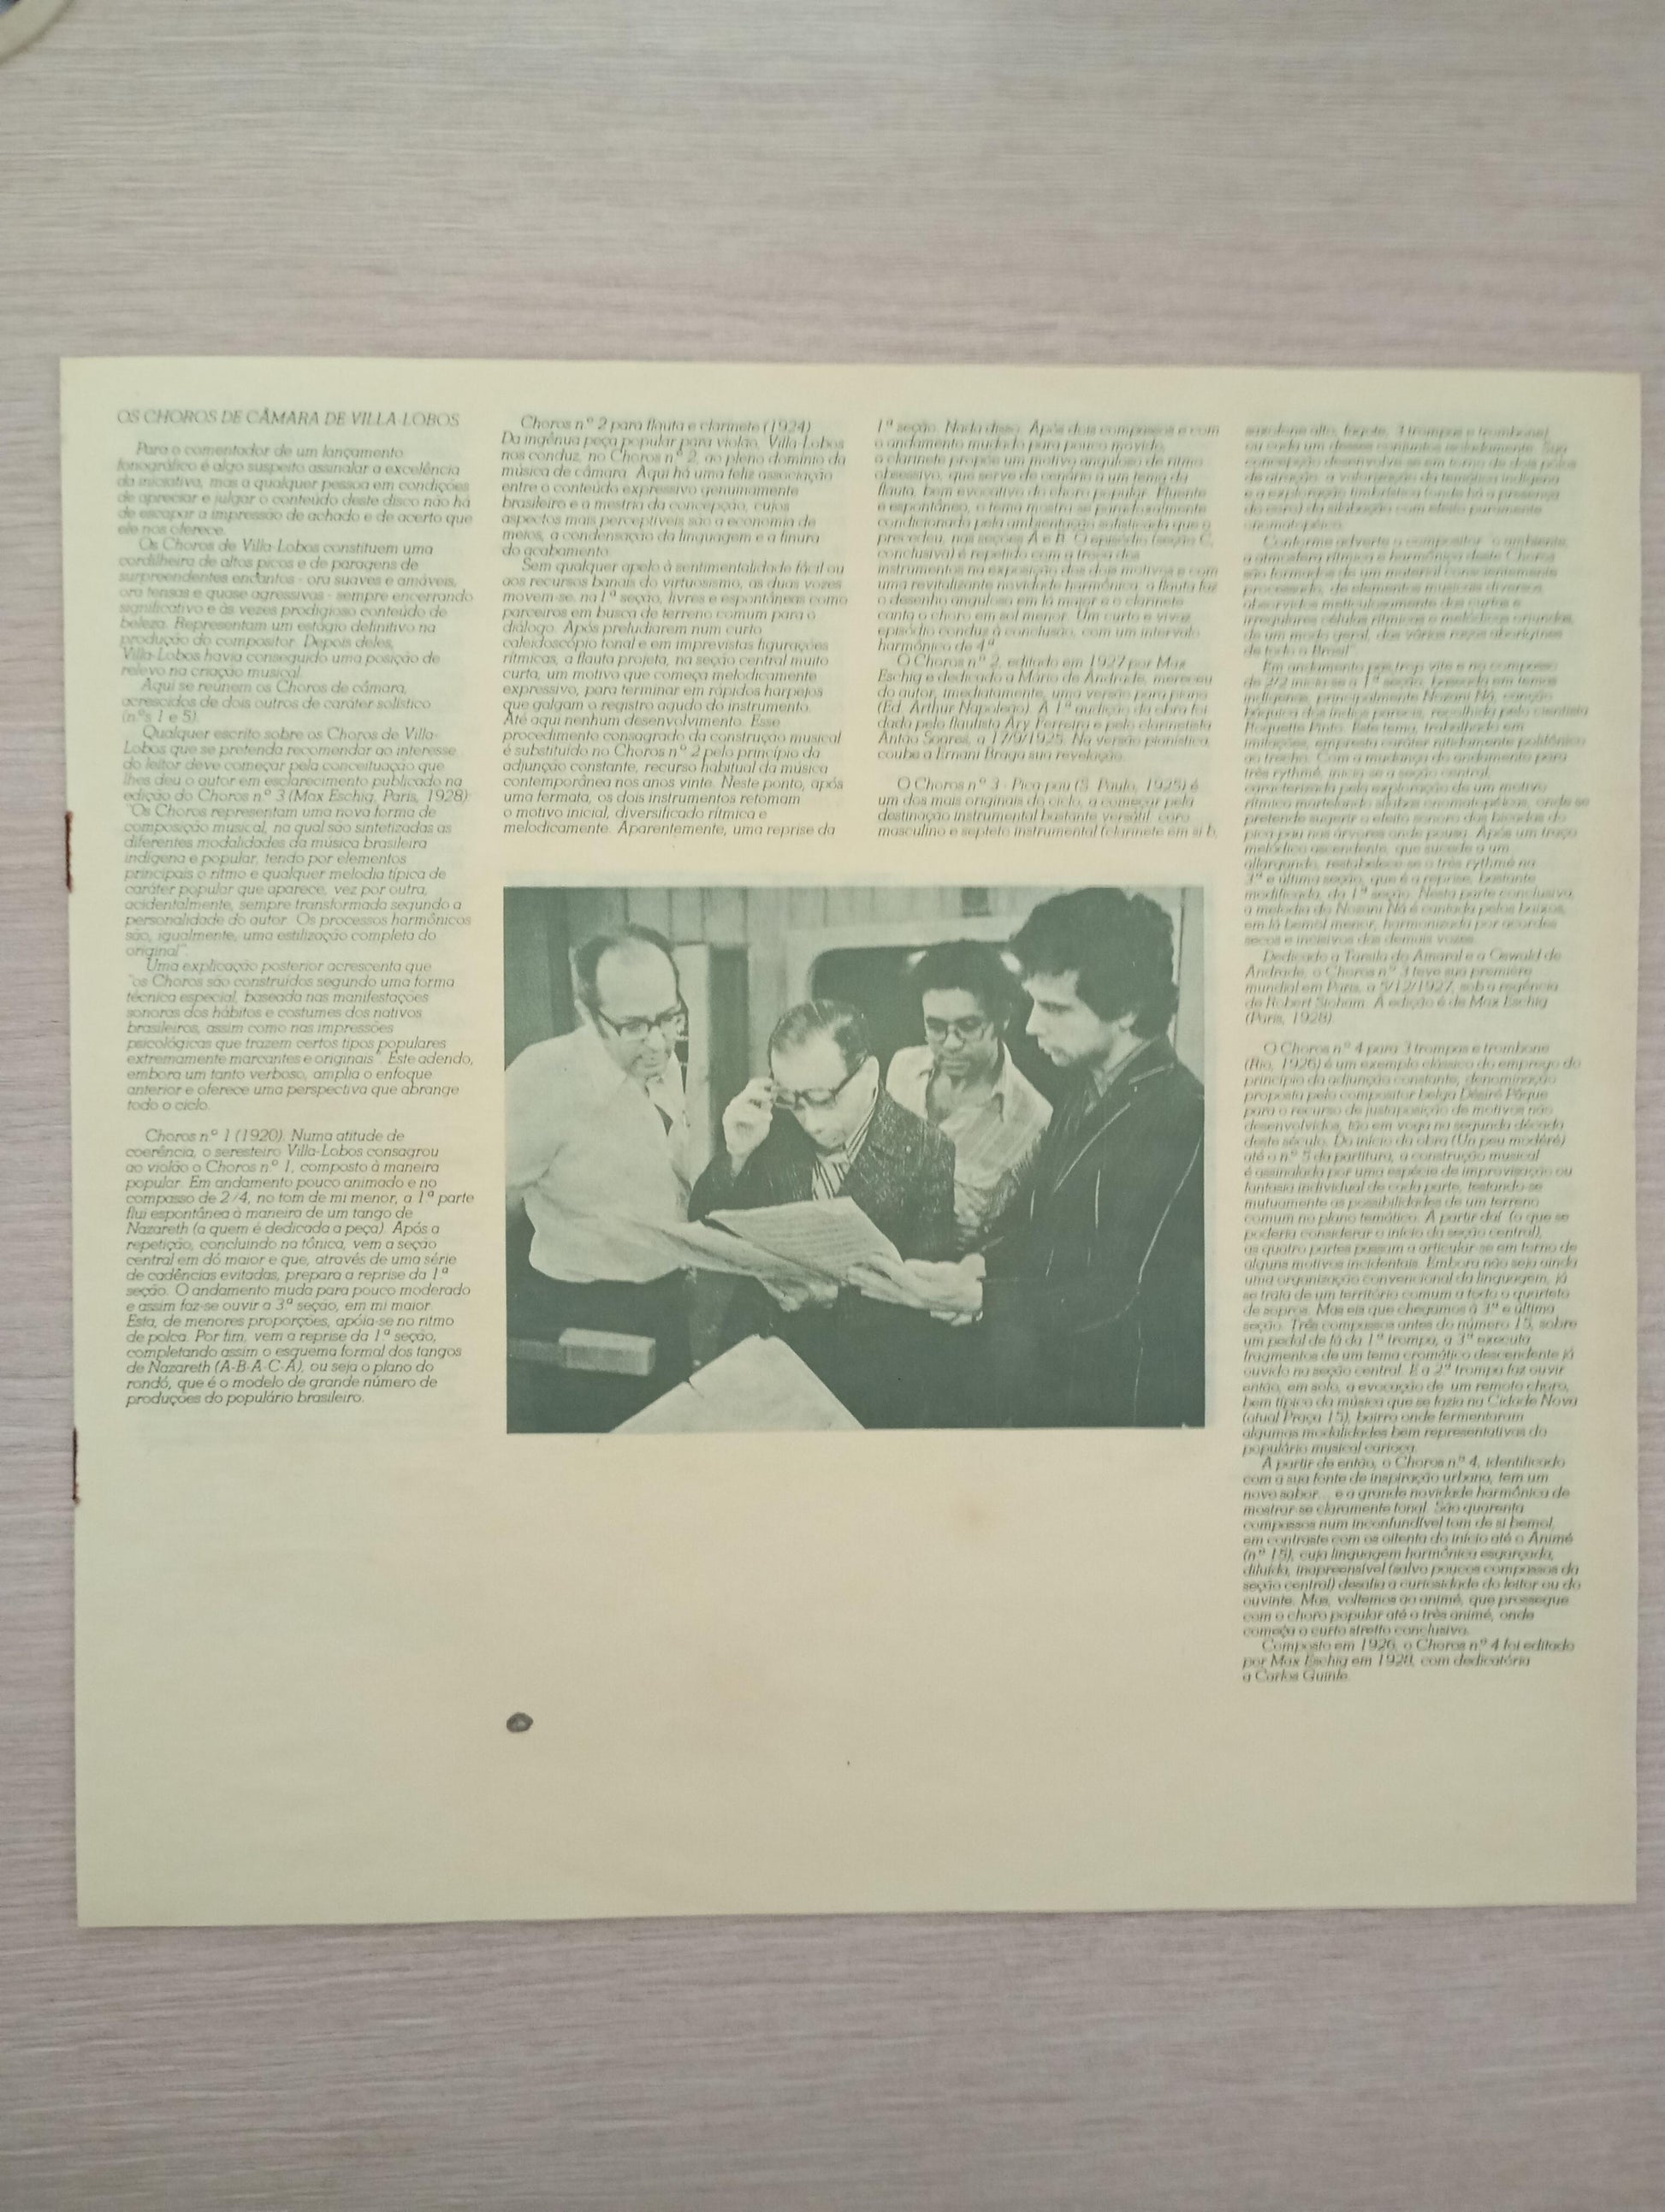 OS CHOROS DE CÂMARA DE VILLA-LOBOS
Para o comentador de um lançamento
fonográfico é algo suspeito assinalar a excelência
da iniciativa, mas a qualquer pessoa em condições
de apreciar e julgar o conteúdo deste disco não há
de escapar a impressão de achado e de acerto que
ele nos oferece.
Os Choros de Villa-Lobos constituem uma
cordilheira de altos picos e de paragens de
surpreendentes encantos - ora suaves e amáveis,
ora tensas e quase agressivas - sempre encerrando
significativo e às vezes prodigioso conteúdo de
beleza. Representam um estágio definitivo na
produção do compositor. Depois deles,
Villa-Lobos havia conseguido uma posição de
relevo na criação musical.
Aqui se reúnem os Choros de câmara,
acrescidos de dois outros de caráter solístico
(nºs 1 e 5).
Qualquer escrito sobre os Choros de Villa-
Lobos que se pretenda recomendar ao interesse
do leitor deve começar pela conceituação que
lhes deu o autor em esclarecimento publicado na
edição do Choros nº 3 (Max Eschig, Paris, 1928):
"Os Choros representam uma nova forma de
composição musical, na qual são sintetizadas as
diferentes modalidades da música brasileira
indígena e popular, tendo por elementos
principais o ritmo e qualquer melodia típica de
caráter popular que aparece, vez por outra,
acidentalmente, sempre transformada segundo a
personalidade do autor. Os processos harmônicos
são, igualmente, uma estilização completa do
original".
Uma explicação posterior acrescenta que
"os Choros são construídos segundo uma forma
técnica especial, baseada nas manifestações
sonoras dos hábitos e costumes dos nativos
brasileiros, assim como nas impressões
psicológicas que trazem certos tipos populares
extremamente marcantes e originais". Este adendo,
embora um tanto verboso, amplia o enfoque
anterior e oferece uma perspectiva que abrange
todo o ciclo.
Choros nº 1 (1920). Numa atitude de
coerência, o seresteiro Villa-Lobos consagrou
ao violão o Choros nº 1, composto à maneira
popular. Em andamento pouco animado e no
compasso de 2/4, no tom de mi menor, a 1ª parte
flui espontânea à maneira de um tango de
Nazareth (a quem é dedicada a peça). Após a
repetição, concluindo na tônica, vem a seção
central em dó maior e que, através de uma série
de cadências evitadas, prepara a reprise da 1ª
seção. O andamento muda para pouco moderado
e assim faz-se ouvir a 3ª seção, em mi maior
Esta, de menores proporções, apóia-se no ritmo
de polca. Por fim, vem a reprise da 1ª seção,
completando assim o esquema formal dos tangos
de Nazareth (A-B-A-C-A), ou seja o plano do
rondó, que é o modelo de grande número de
produções do populário brasileiro.
Choros nº 2 para flauta e clarinete (1924)
Da ingênua peça popular para violão, Villa-Lobos
nos conduz, no Choros nº 2, ao pleno domínio da
música de câmara. Aqui há uma feliz associação
entre o conteúdo expressivo genuinamente
brasileiro e a mestria da concepção, cujos
aspectos mais perceptíveis são a economia de
meios, a condensação da linguagem e a finura
do acabamento.
Sem qualquer apelo à sentimentalidade fácil ou
aos recursos banais do virtuosismo, as duas vozes
movem-se, na 1ª seção, livres e espontâneas como
parceiros em busca de terreno comum para o
diálogo. Após preludiarem num curto
caleidoscópio tonal e em imprevistas figurações
rítmicas, a flauta projeta, na seção central muito
curta, um motivo que começa melodicamente
expressivo, para terminar em rápidos harpejos
que galgam o registro agudo do instrumento.
Até aqui nenhum desenvolvimento. Esse
procedimento consagrado da construção musical
é substituído no Choros nº 2 pelo princípio da
adjunção constante, recurso habitual da música
contemporânea nos anos vinte. Neste ponto, após
uma fermata, os dois instrumentos retomam
o motivo inicial, diversificado rítmica e
melodicamente. Aparentemente, uma reprise da
1ª seção. Nada disso. Após dois compassos e com
o andamento mudado para pouco movido,
o clarinete propõe um motivo anguloso de ritmo
obsessivo, que serve de cenário a um tema da
flauta, bem evocativo do choro popular. Fluente
e espontâneo, o tema mostra-se paradoxalmente
condicionado pela ambientação sofisticada que o
precedeu, nas seções A e B. O episódio (seção C,
conclusiva) é repetido com a troca dos
instrumentos na exposição dos dois motivos e com
uma revitalizante novidade harmônica: a flauta faz
o desenho anguloso em lá maior e o clarinete
canta o choro em sol menor. Um curto e vivaz
episódio conduz à conclusão, com um intervalo
harmônico de 4ª.
O Choros nº 2, editado em 1927 por Max
Eschig e dedicado a Mário de Andrade, mereceu
do autor, imediatamente, uma versão para piano
(Ed. Arthur Napoleão). A 1ª audição da obra foi
dada pelo flautista Ary Ferreira e pelo clarinetista
Antão Soares, a 17/9/1925. Na versão pianística,
coube a Ernani Braga sua revelação.
O Choros nº 3 - Pica-pau (S. Paulo, 1925) é
um dos mais originais do ciclo, a começar pela
destinação instrumental bastante versátil: coro
masculino e septeto instrumental (clarinete em si b,
saxofone alto, fagote, 3 trompas e trombone)
ou cada um desses conjuntos isoladamente. Sua
concepção desenvolve-se em torno de dois pólos
de atração: a valorização da temática indígena
e a exploração timbrística (onde há a presença
do coro) da silabação com efeito puramente
onomatopéico.
Conforme adverte o compositor "o ambiente,
a atmosfera rítmica e harmônica deste Choros
são formados de um material conscientemente
processado, de elementos musicais diversos,
observados meticulosamente das curtas e
irregulares células rítmicas e melódicas oriundas,
de um modo geral, das várias raças aborígines
de todo o Brasil".
Em andamento pas trop vite e no compasso
de 2/2 inicia-se a 1ª seção, baseada em temas
indígenas, principalmente Nozani-Ná, canção
báquica dos índios parecis, recolhida pelo cientista
Roquette Pinto. Este tema, trabalhado em
imitações, empresta caráter nitidamente polifônico
ao trecho. Com a mudança do andamento para
très rythmé, inicia-se a seção central,
caracterizada pela exploração de um motivo
rítmico martelando sílabas onomatopéicas, onde se
pretende sugerir o efeito sonoro das bicadas do
pica-pau nas árvores onde pousa. Após um traço
melódico ascendente, que sucede a um
allargando, restabelece-se o très rythmé na
3ª e última seção, que é a reprise, bastante
modificada, da 1ª seção. Nesta parte conclusiva,
a melodia do Nozani-Ná é cantada pelos baixos,
em lá bemol menor, harmonizada por acordes
secos e incisivos das demais vozes.
Dedicado a Tarsila do Amaral e a Oswald de
Andrade, o Choros nº 3 teve sua première
mundial em Paris, a 5/12/1927, sob a regência
de Robert Siohan. A edição é de Max Eschig
(Paris, 1928)
O Choros nº 4 para 3 trompas e trombone
(Rio, 1926) é um exemplo clássico do emprego do
princípio da adjunção constante, denominação
proposta pelo compositor belga Désiré Pâque
para o recurso de justaposição de motivos não
desenvolvidos, tão em voga na segunda década
deste século. Do início da obra (Un peu modéré)
até o nº 5 da partitura, a construção musical
é assinalada por uma espécie de improvisação ou
fantasia individual de cada parte, testando-se
mutuamente as possibilidades de um terreno
comum no plano temático. A partir daí (o que se
poderia considerar o início da seção central),
as quatro partes passam a articular-se em torno de
alguns motivos incidentais. Embora não seja ainda
uma organização convencional da linguagem, já
se trata de um território comum a todo o quarteto
de sopros. Mas eis que chegamos à 3ª e última
seção. Três compassos antes do número 15, sobre
um pedal de fá da 1ª trompa, a 3ª executa
fragmentos de um tema cromático descendente já
ouvido na seção central. E a 2ª trompa faz ouvir
então, em solo, a evocação de um remoto choro,
bem típico da música que se fazia na Cidade Nova
(atual Praça 15), bairro onde fermentaram
algumas modalidades bem representativas do
populário musical carioca.
A partir de então, o Choros n.º 4, identificado
com a sua fonte de inspiração urbana, tem um
novo sabor... e a grande novidade harmônica de
mostrar-se claramente tonal. São quarenta
compassos num inconfundível tom de si bemol,
em contraste com os oitenta do início até o Animé
(nº 15), cuja linguagem harmônica esgarçada,
diluída, inapreensível (salvo poucos compassos da
seção central) desafia a curiosidade do leitor ou do
ouvinte. Mas, voltemos ao animé, que prossegue
com o choro popular até o très animé, onde
começa o curto stretto conclusivo.
Composto em 1926, o Choros nº 4 foi editado
por Max Eschig em 1928, com dedicatória
a Carlos Guinle.